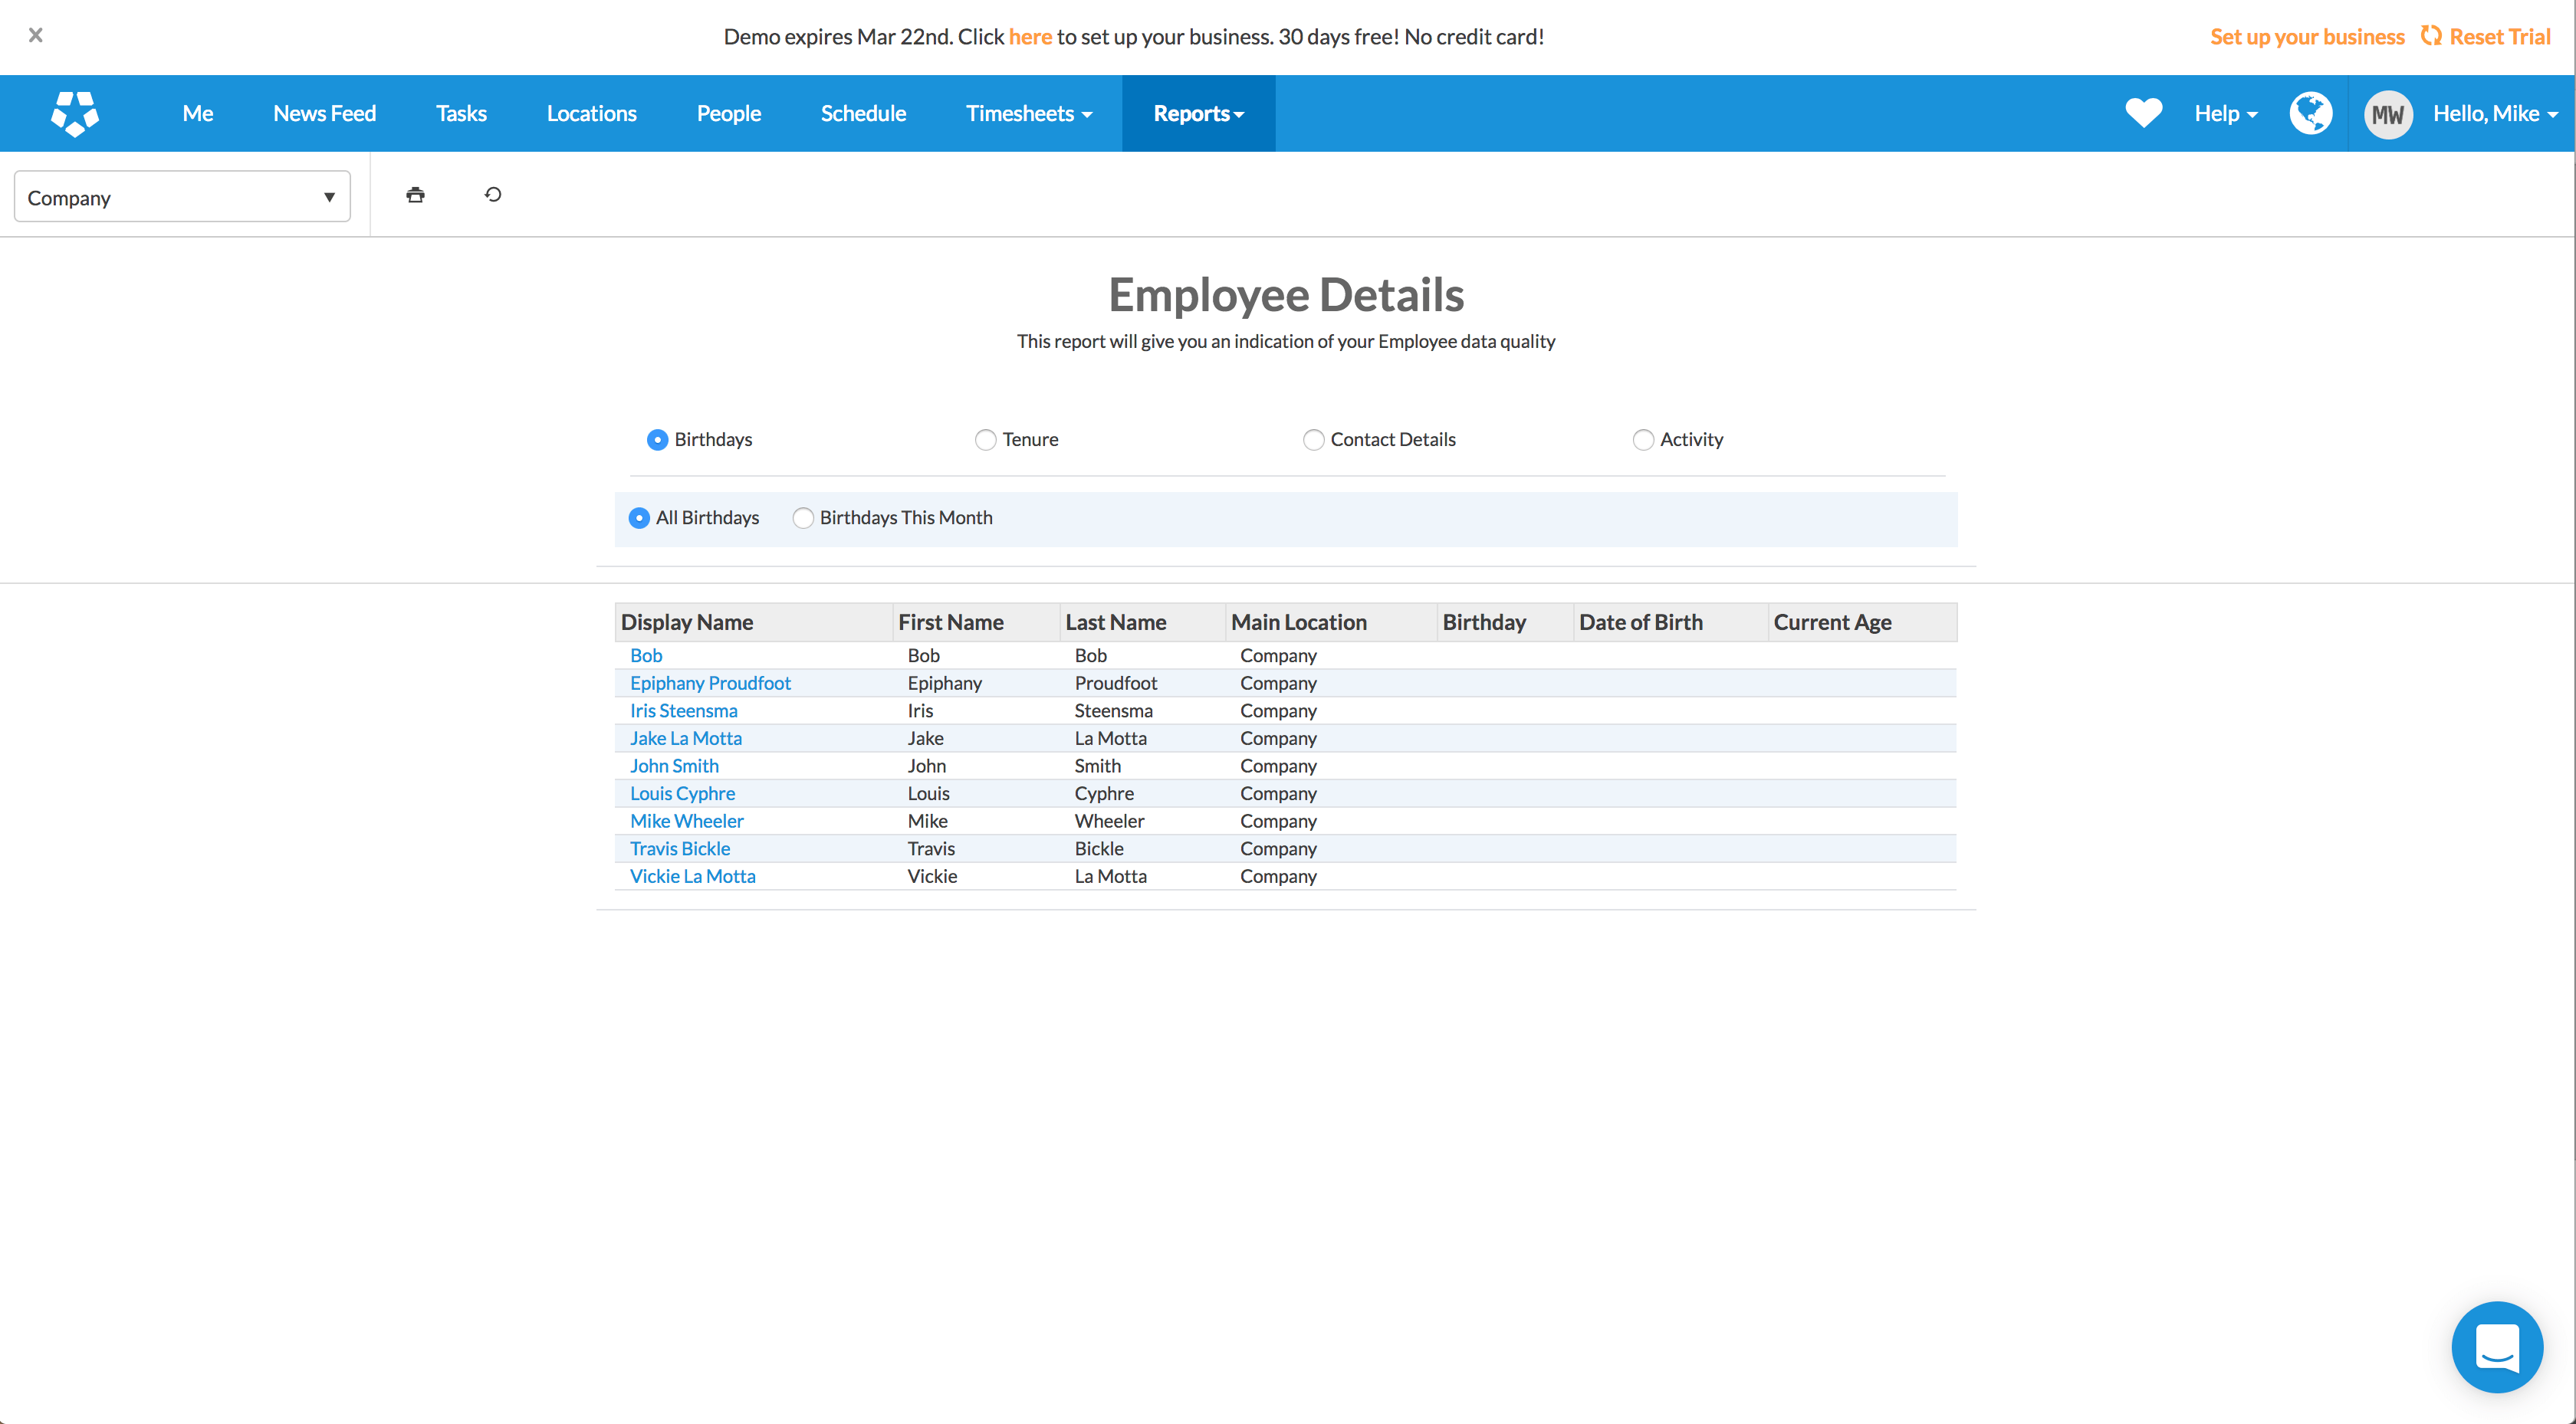 x
Demo expires Mar 22nd. Click here to set up your business. 30 days free! No credit card!
Set up your business Reset Trial
Me News Feed Tasks Locations People Schedule Timesheets Reports Help MW Hello, Mike
Company
Employee Details
This report will give you an indication of your Employee data quality
Birthdays Tenure Contact Details Activity
All Birthdays Birthdays This Month
Display Name First Name Last Name Main Location Birthday Date of Birth Current Age
Bob Bob Bob Company
Epiphany Proudfoot Epiphany Proudfoot Company
Iris Steensma Iris Steensma Company
Jake La Motta Jake La Motta Company
John Smith John Smith Company
Louis Cyphre Louis Cyphre Company
Mike Wheeler Mike Wheeler Company
Travis Bickle Travis Bickle Company
Vickie La Motta Vickie La Motta Company